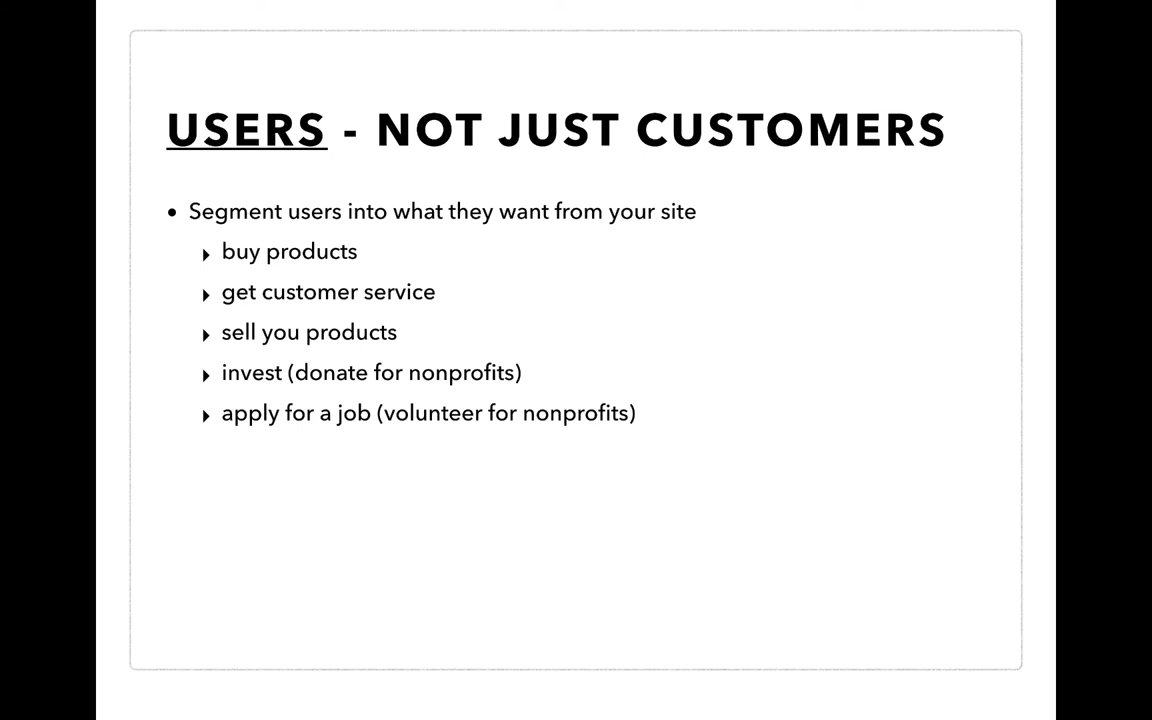 USERS - NOT JUST CUSTOMERS
• Segment users into what they want from your site
‣ buy products
‣ get customer service
‣ sell you products
‣ invest (donate for nonprofits)
‣ apply for a job (volunteer for nonprofits)